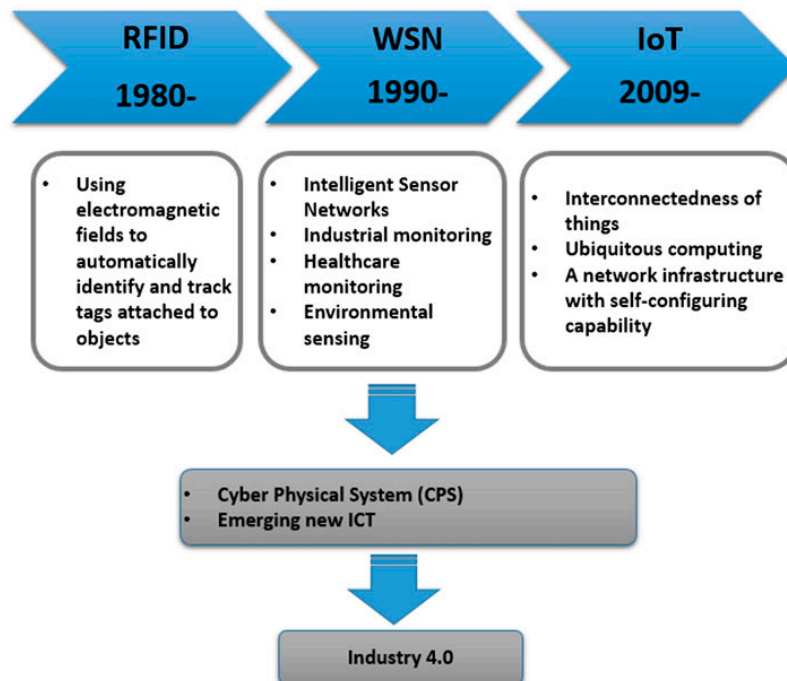 RFID
1980-
WSN
1990-
IoT
2009-
• Using
electromagnetic
fields to
automatically
identify and track
tags attached to
objects
• Intelligent Sensor
Networks
• Industrial monitoring
• Healthcare
monitoring
• Environmental
sensing
• Interconnectedness of
things
• Ubiquitous computing
• A network infrastructure
with self-configuring
capability
• Cyber Physical System (CPS)
• Emerging new ICT
Industry 4.0